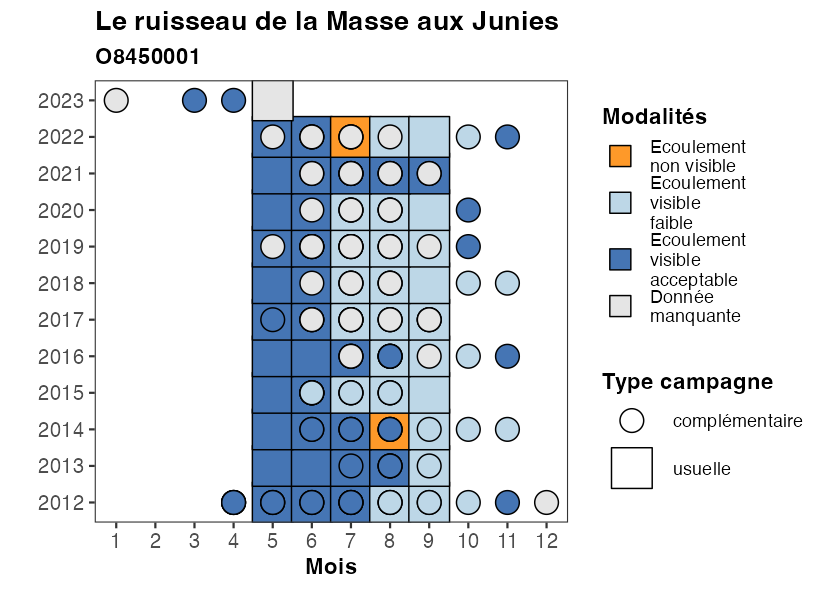 Le ruisseau de la Masse aux Junies
O8450001
2023
2022
2021
2020
2019
2018
2017
2016
2015
2014
2013
2012
1 2 3 4 5 6 7 8 9 10 11 12
Mois
Modalités
Ecoulement
non visible
Ecoulement
visible
faible
Ecoulement
visible
acceptable
Donnée
manquante
Type campagne
complémentaire
usuelle